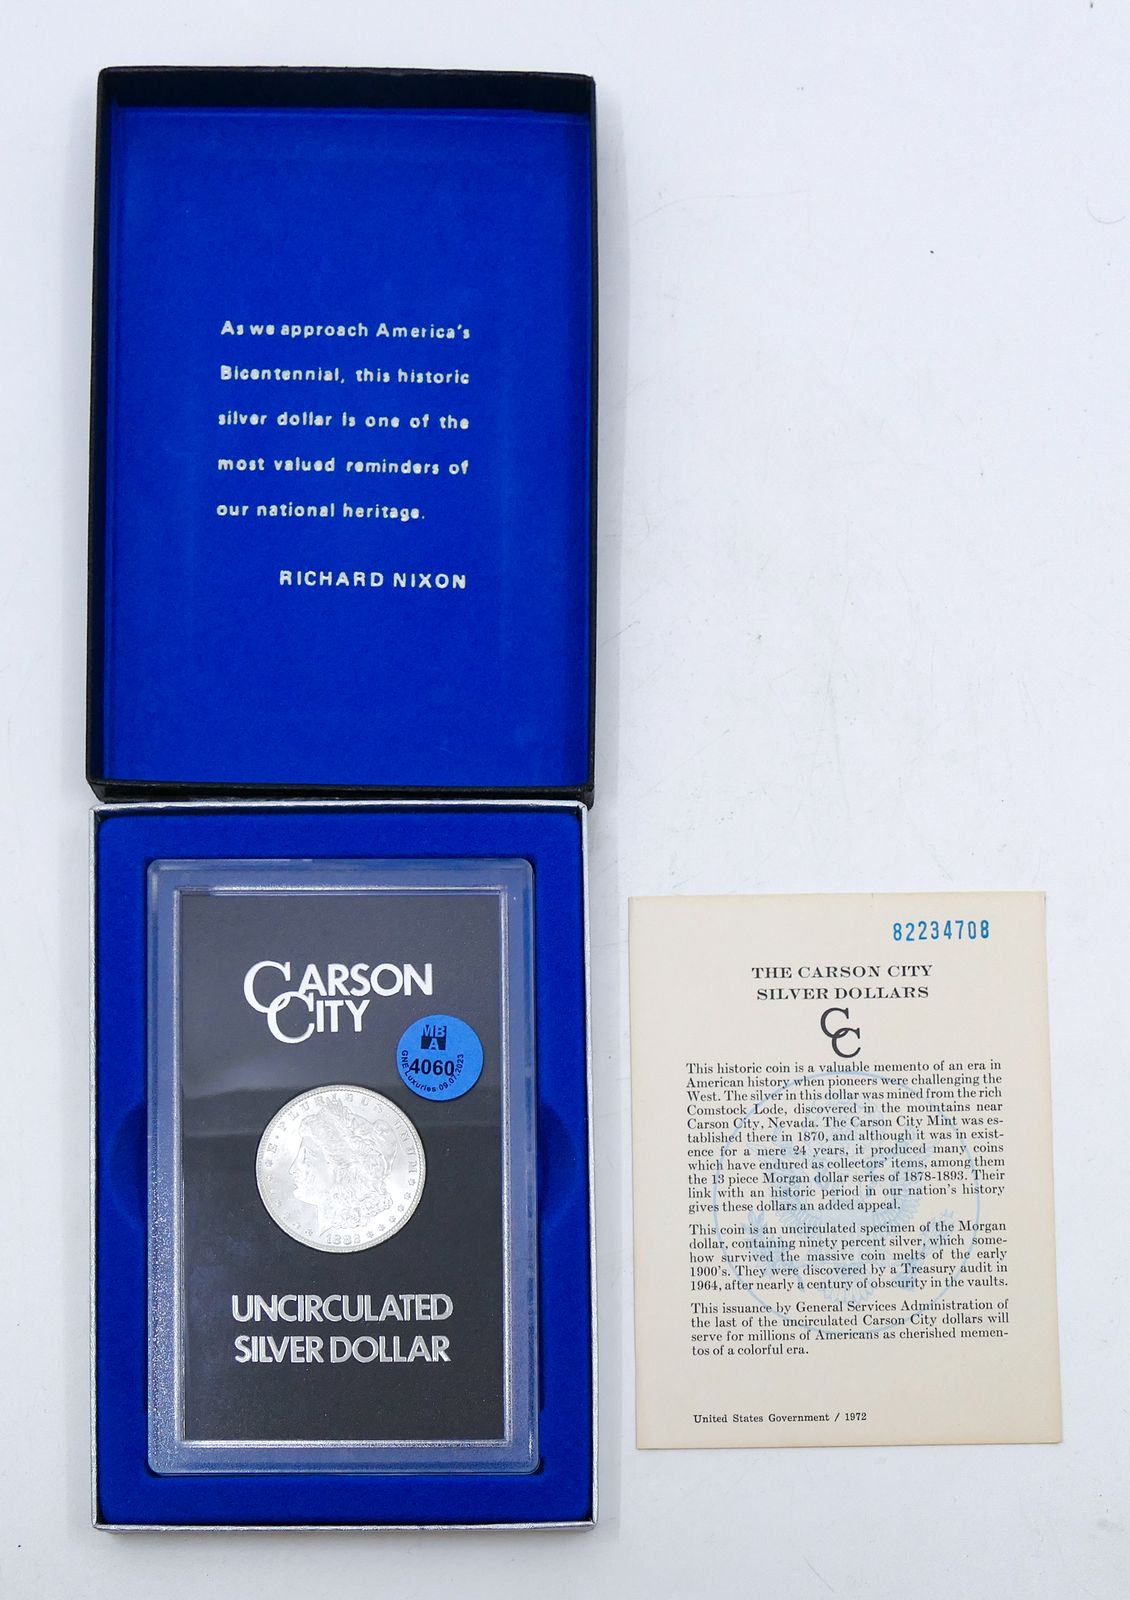 As we approach America's
Bicentennial, this historic
silver dollar is one of the
most valued reminders of
our national heritage.
RICHARD NIXON
CARSON
CITY
MB
A
4060
GNE Luxuries 09.07.2023
E·PLURIBUS UNUM
UNCIRCULATED
SILVER DOLLAR
82234708
THE CARSON CITY
SILVER DOLLARS
CC
This historic coin is a valuable memento of an era in
American history when pioneers were challenging the
West. The silver in this dollar was mined from the rich
Comstock Lode, discovered in the mountains near
Carson City, Nevada. The Carson City Mint was es-
tablished there in 1870, and although it was in exist-
ence for a mere 24 years, it produced many coins
which have endured as collectors' items, among them
the 13 piece Morgan dollar series of 1878-1893. Their
link with an historic period in our nation's history
gives these dollars an added appeal.
This coin is an uncirculated specimen of the Morgan
dollar, containing ninety percent silver, which some-
how survived the massive coin melts of the early
1900's. They were discovered by a Treasury audit in
1964, after nearly a century of obscurity in the vaults.
This issuance by General Services Administration of
the last of the uncirculated Carson City dollars will
serve for millions of Americans as cherished memen-
tos of a colorful era.
United States Government / 1972